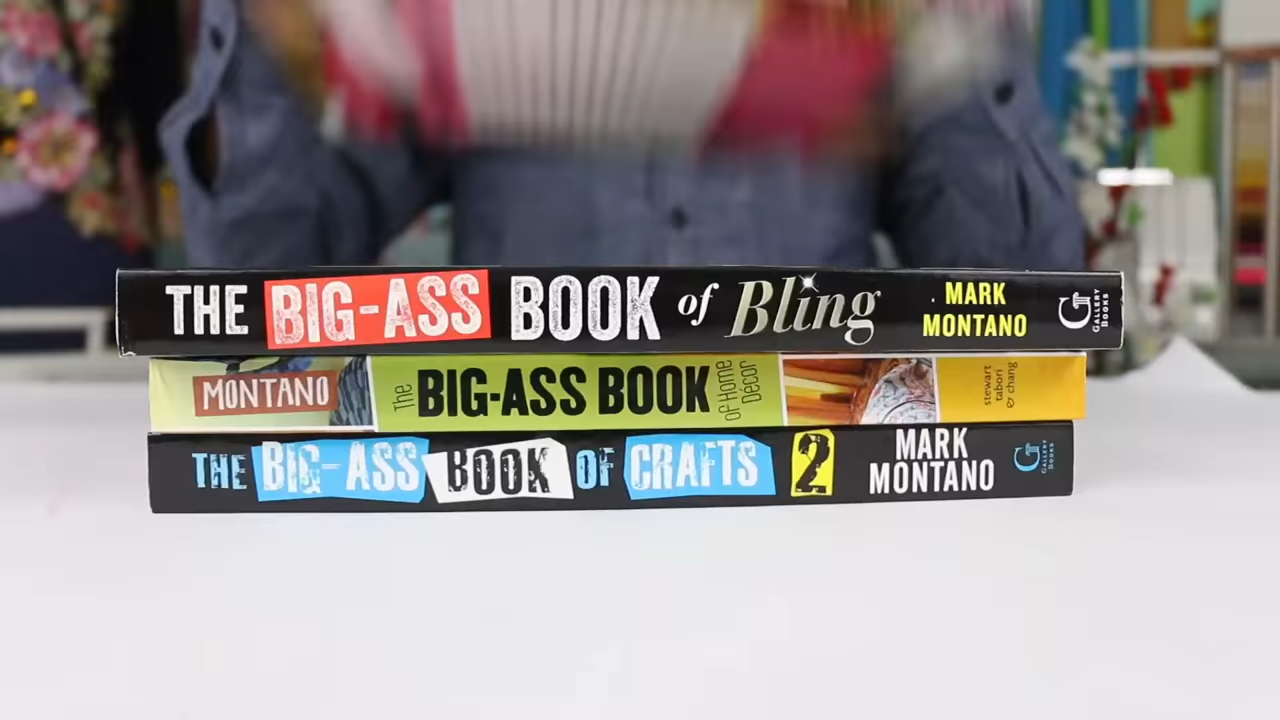 THE BIG-ASS BOOK of Bling MARK MONTANO G GALLERY BOOKS
MONTANO The BIG-ASS BOOK of Home Decor stewart tabori & chang
THE BIG-ASS BOOK OF CRAFTS 2 MARK MONTANO G GALLERY BOOKS